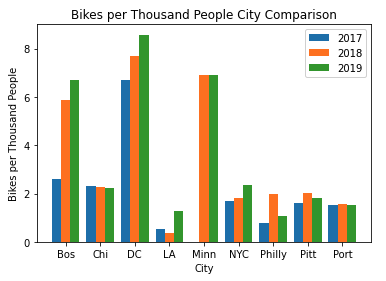 Bikes per Thousand People City Comparison
2017
2018
2019
Bikes per Thousand People
8
6
4
2
0
Bos Chi DC LA Minn NYC Philly Pitt Port
City